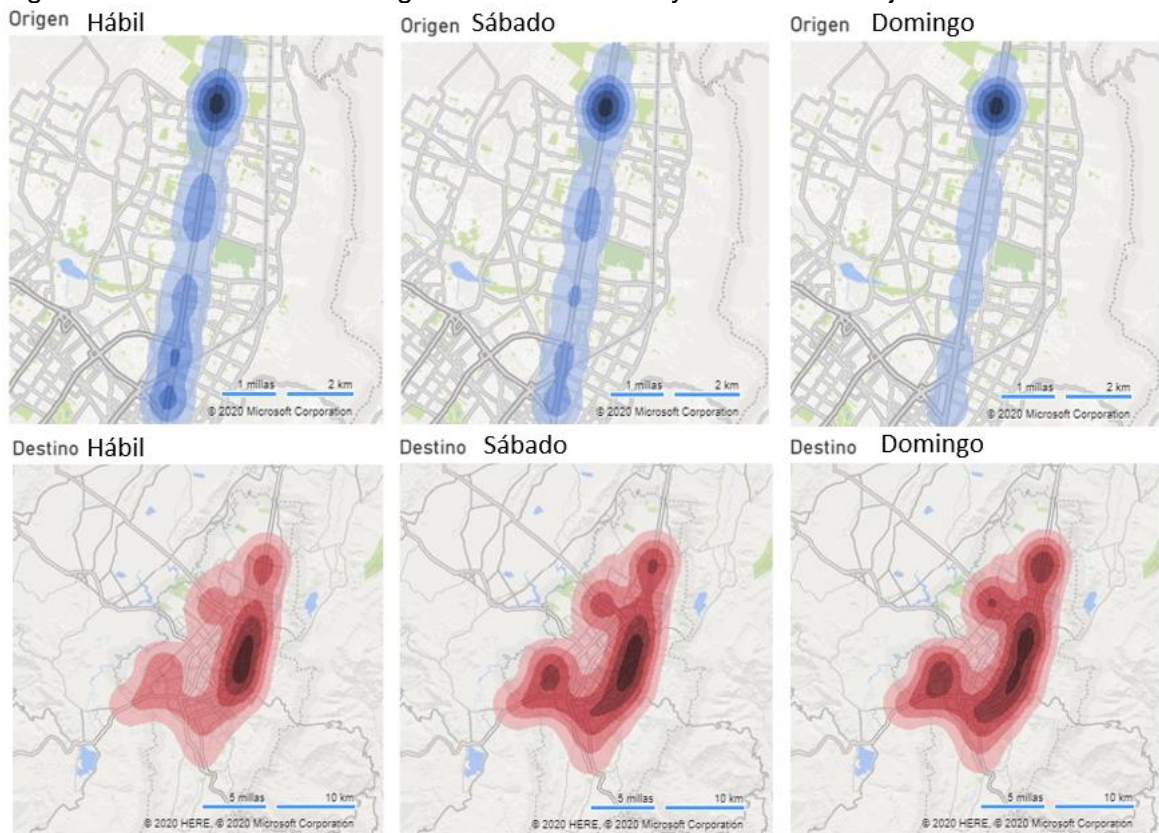 Origen Hábil
Origen Sábado
Origen Domingo
1 millas 2 km
© 2020 Microsoft Corporation
1 millas 2 km
© 2020 Microsoft Corporation
1 millas 2 km
© 2020 Microsoft Corporation
Destino Hábil
Destino Sábado
Destino Domingo
5 millas 10 km
© 2020 HERE, © 2020 Microsoft Corporation
5 millas 10 km
© 2020 HERE, © 2020 Microsoft Corporation
5 millas 10 km
© 2020 HERE, © 2020 Microsoft Corporation